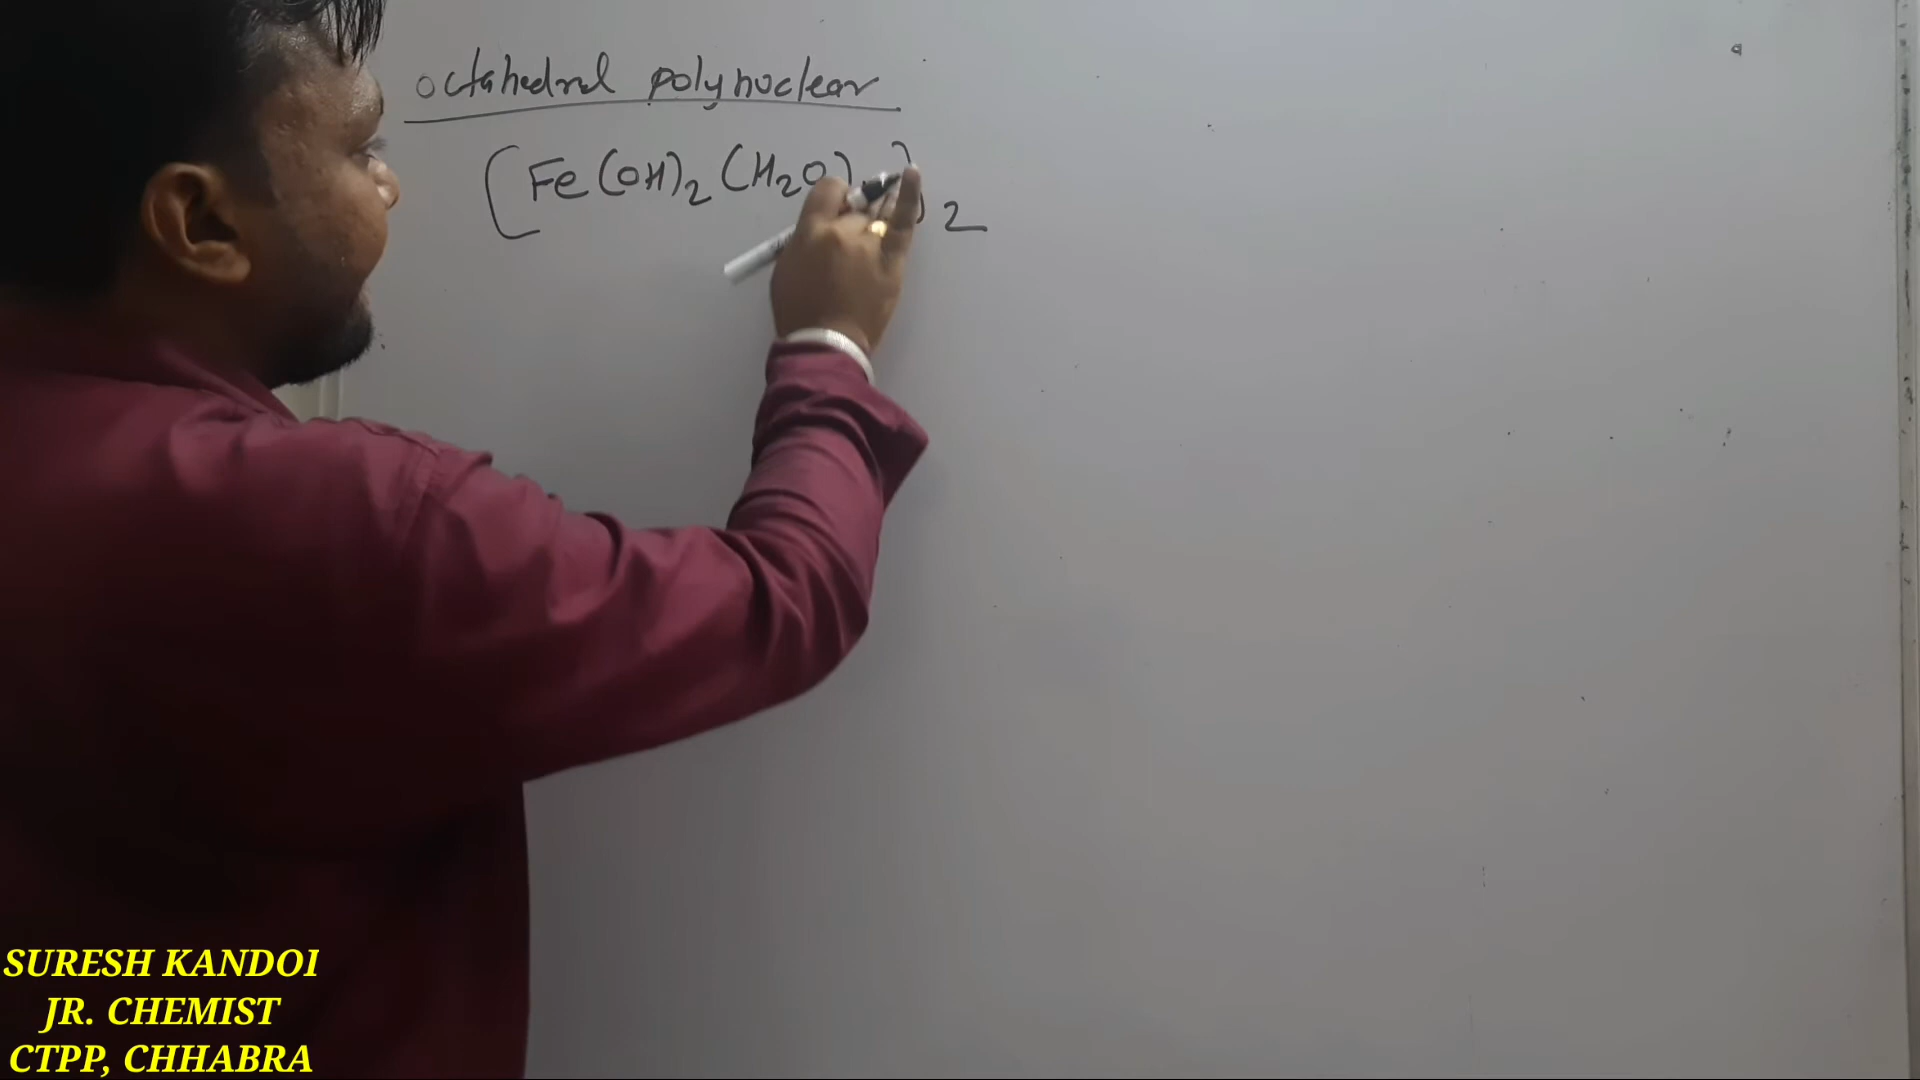 octahedral polynuclear
[Fe(OH)2(H2O) ]2
SURESH KANDOI
JR. CHEMIST
CTPP, CHHABRA